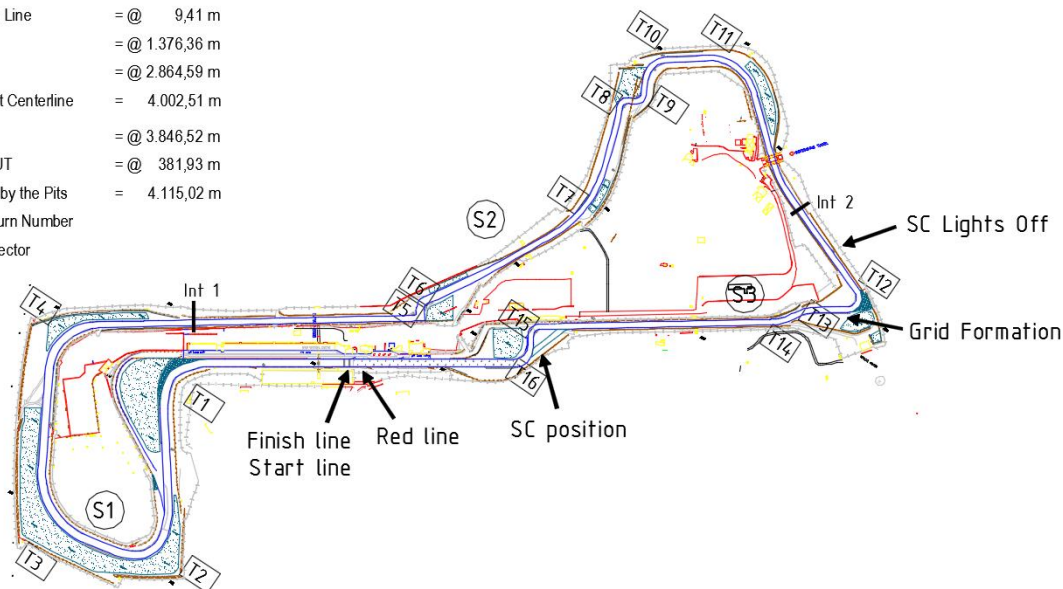 Line = @ 9,41 m
= @ 1.376,36 m
= @ 2.864,59 m
t Centerline = 4.002,51 m
= @ 3.846,52 m
UT = @ 381,93 m
by the Pits = 4.115,02 m
urn Number
ector
T10
T11
T8
T9
T7
S2
Int 2
SC Lights Off
T6
T5
T12
Int 1
T4
S3
T15
T13
Grid Formation
T14
T16
T1
Finish line
Start line
Red line
SC position
S1
T3
T2